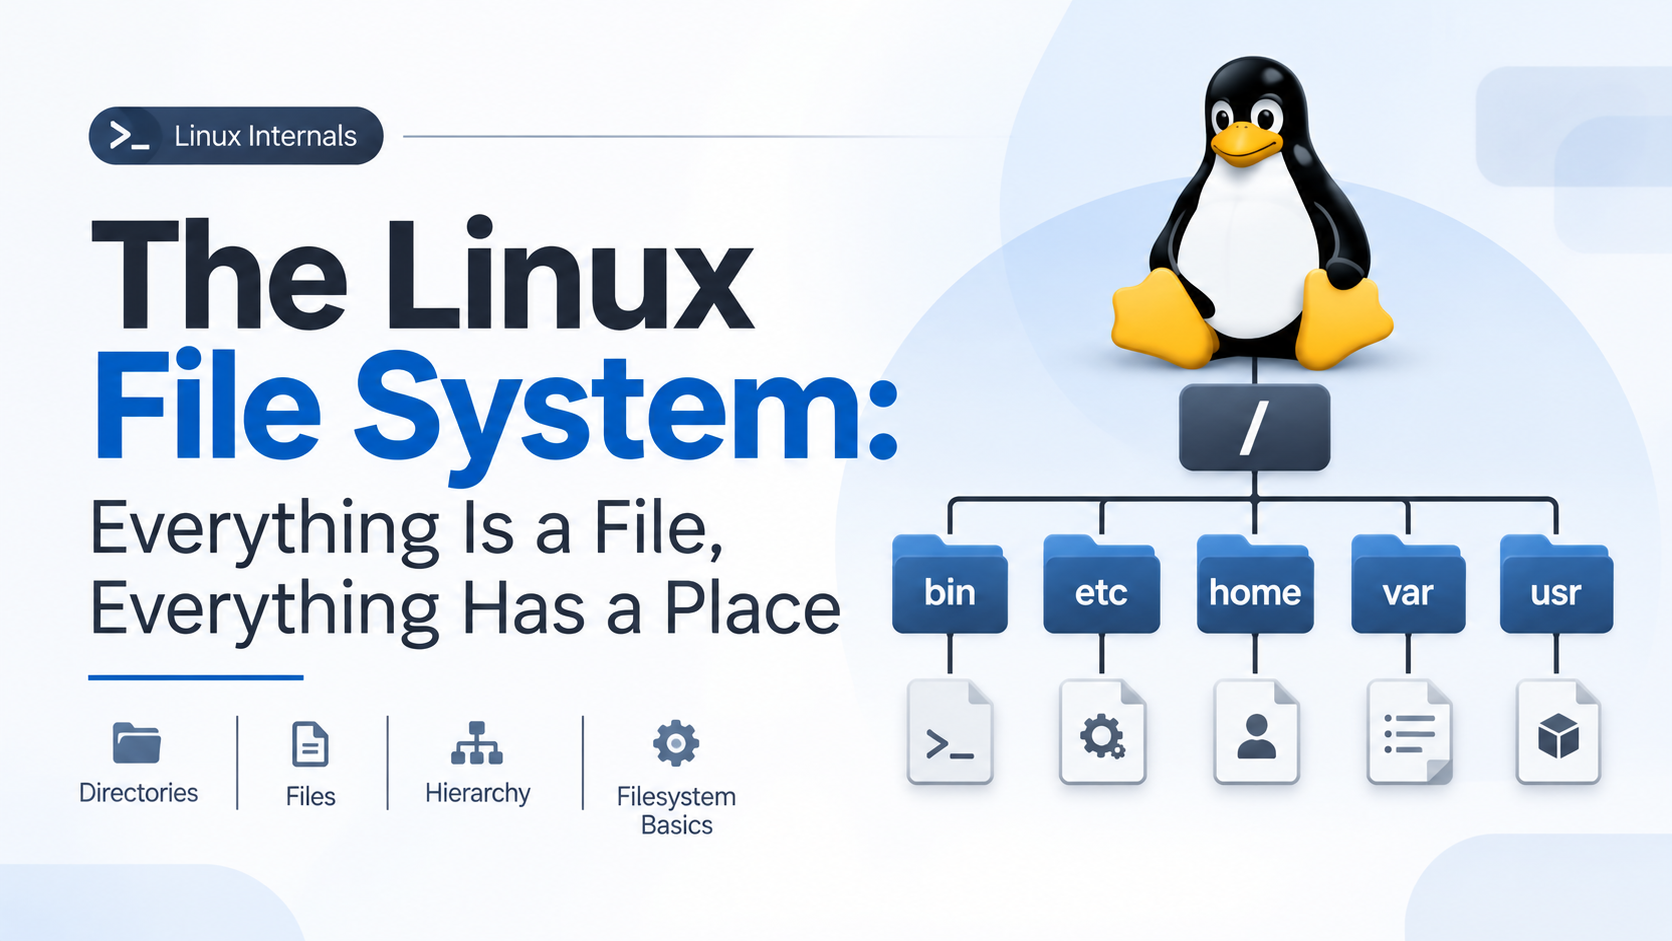 >_ Linux Internals
The Linux
File System:
Everything Is a File,
Everything Has a Place
Directories
Files
Hierarchy
Filesystem
Basics
/
bin
etc
home
var
usr
>_